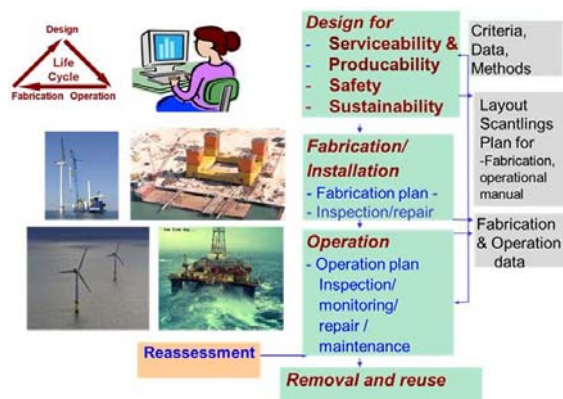 Design
Life
Cycle
Fabrication Operation
Design for
- Serviceability &
- Producability
- Safety
- Sustainability
Criteria,
Data,
Methods
Layout
Scantlings
Plan for
-Fabrication,
operational
manual
Fabrication/
Installation
- Fabrication plan -
- Inspection/repair
Fabrication
& Operation
data
Operation
- Operation plan
Inspection/
monitoring/
repair /
maintenance
Reassessment
Removal and reuse